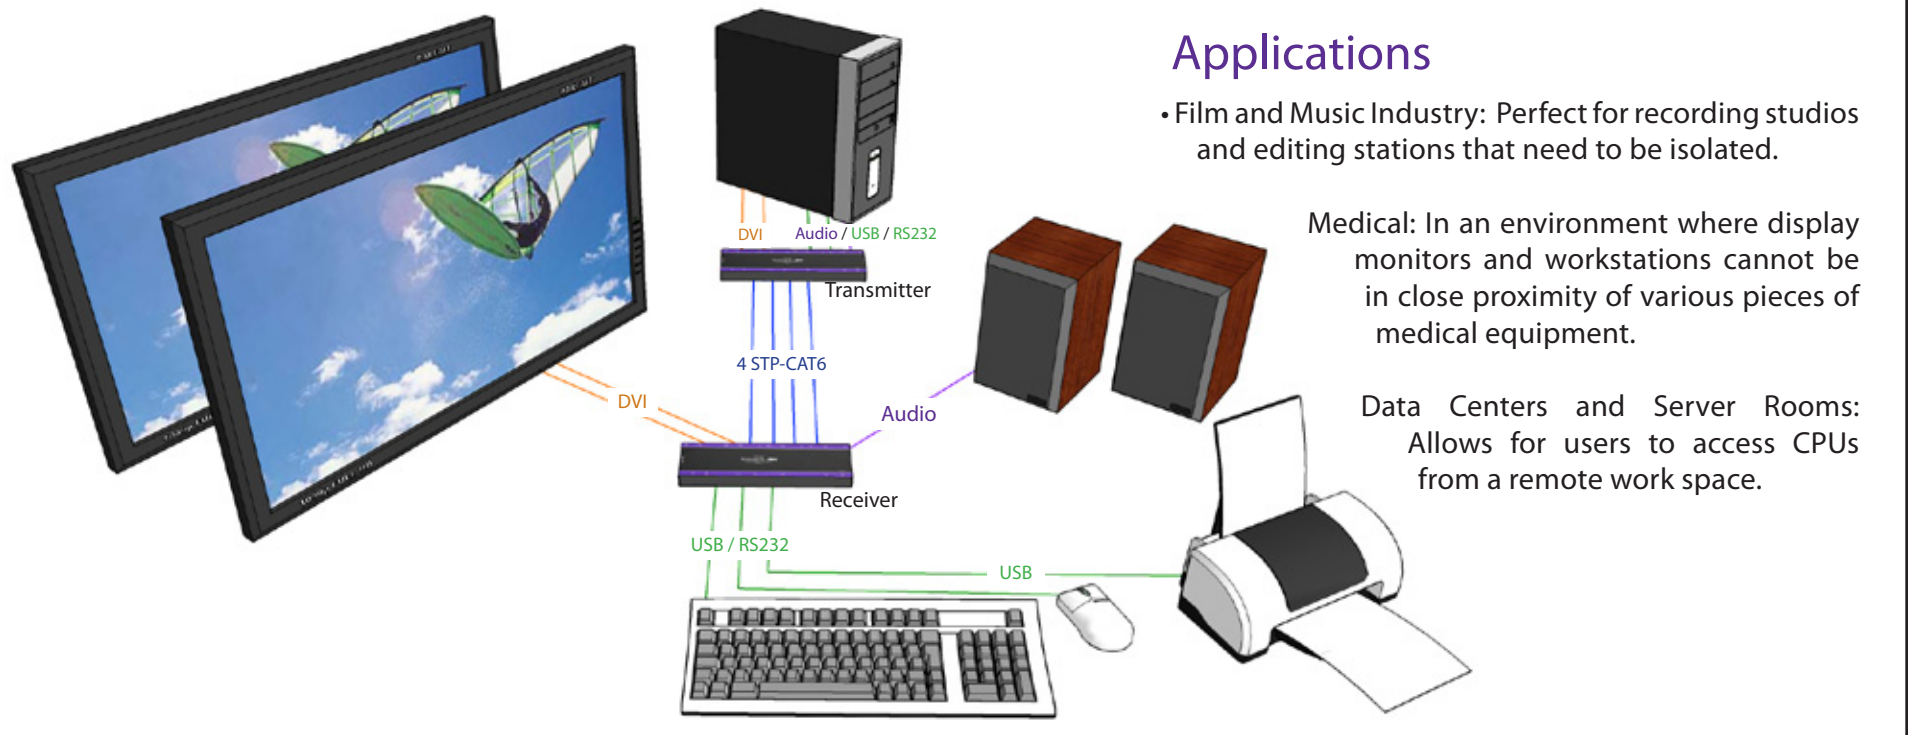 Applications
• Film and Music Industry: Perfect for recording studios
and editing stations that need to be isolated.
Medical: In an environment where display
monitors and workstations cannot be
in close proximity of various pieces of
medical equipment.
Data Centers and Server Rooms:
Allows for users to access CPUs
from a remote work space.
DVI
Audio / USB / RS232
Transmitter
4 STP-CAT6
DVI
Audio
Receiver
USB / RS232
USB